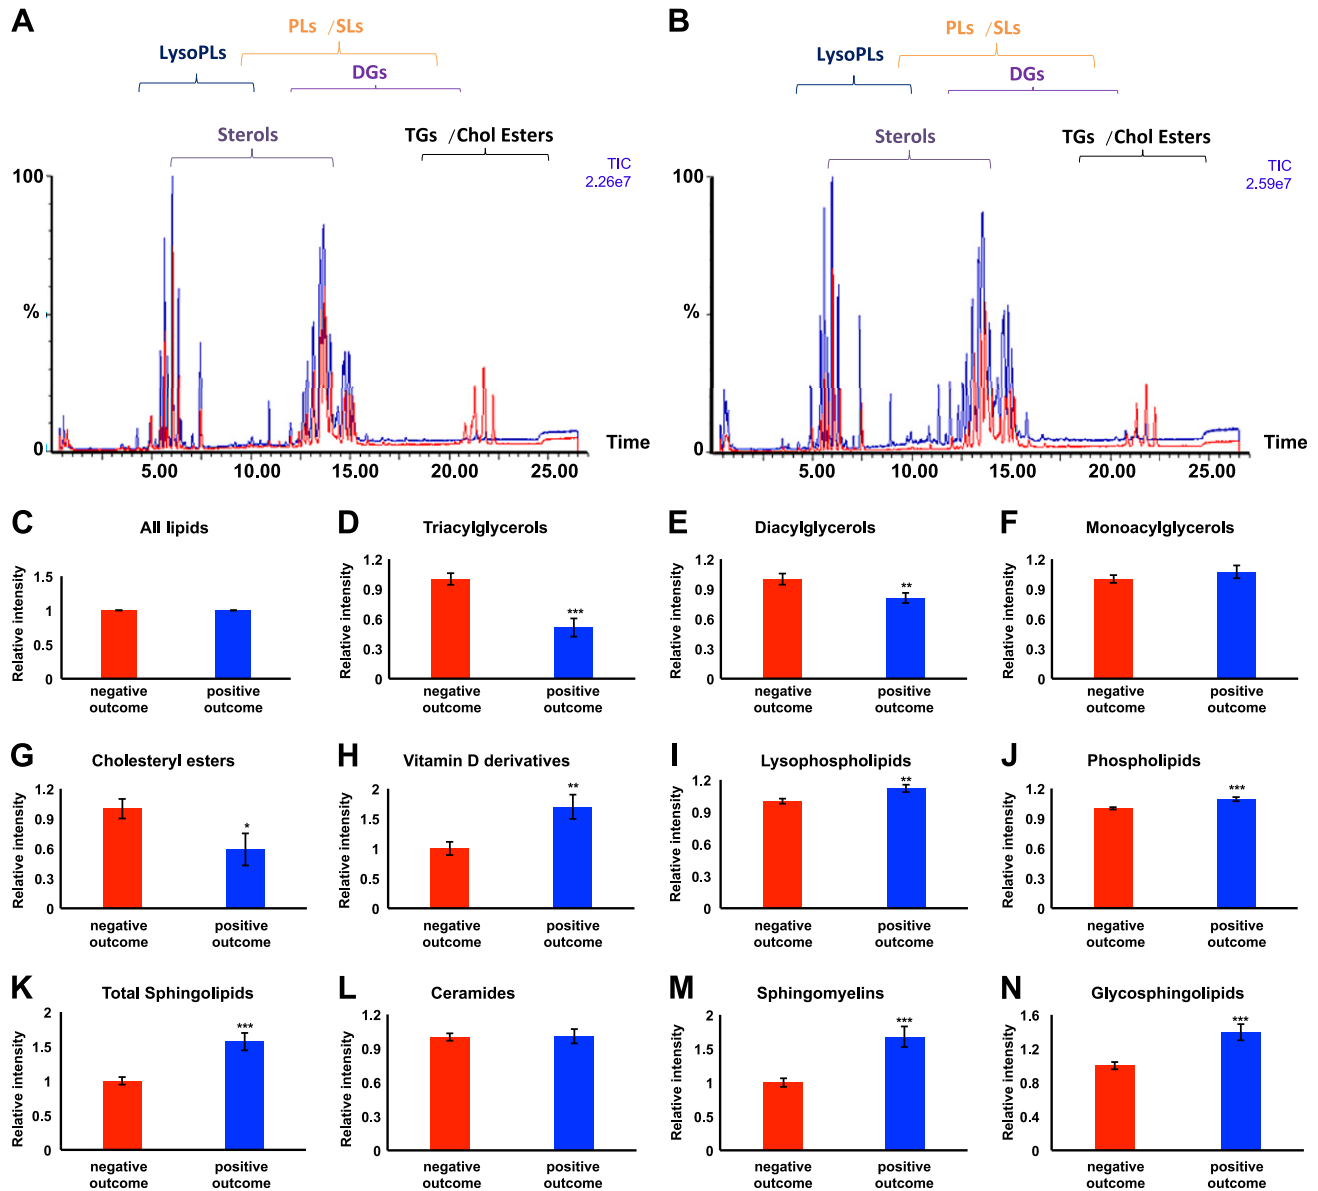 A
PLs /SLs
LysoPLs
DGs
Sterols
TGs /Chol Esters
TIC
2.26e7
100
%
0
Time
5.00 10.00 15.00 20.00 25.00
B
PLs /SLs
LysoPLs
DGs
Sterols
TGs /Chol Esters
TIC
2.59e7
100
%
0
Time
5.00 10.00 15.00 20.00 25.00
C
All lipids
Relative intensity
1.5
1
0.5
0
negative outcome
positive outcome
D
Triacylglycerols
Relative intensity
1.2
0.9
0.6
0.3
0
***
negative outcome
positive outcome
E
Diacylglycerols
Relative intensity
1.2
0.9
0.6
0.3
0
**
negative outcome
positive outcome
F
Monoacylglycerols
Relative intensity
1.2
0.9
0.6
0.3
0
negative outcome
positive outcome
G
Cholesteryl esters
Relative intensity
1.2
0.9
0.6
0.3
0
*
negative outcome
positive outcome
H
Vitamin D derivatives
Relative intensity
2
1.5
1
0.5
0
**
negative outcome
positive outcome
I
Lysophospholipids
Relative intensity
1.2
0.9
0.6
0.3
0
**
negative outcome
positive outcome
J
Phospholipids
Relative intensity
1.2
0.9
0.6
0.3
0
***
negative outcome
positive outcome
K
Total Sphingolipids
Relative intensity
2
1.5
1
0.5
0
***
negative outcome
positive outcome
L
Ceramides
Relative intensity
1.2
0.9
0.6
0.3
0
negative outcome
positive outcome
M
Sphingomyelins
Relative intensity
2
1.5
1
0.5
0
***
negative outcome
positive outcome
N
Glycosphingolipids
Relative intensity
1.6
1.2
0.8
0.4
0
***
negative outcome
positive outcome